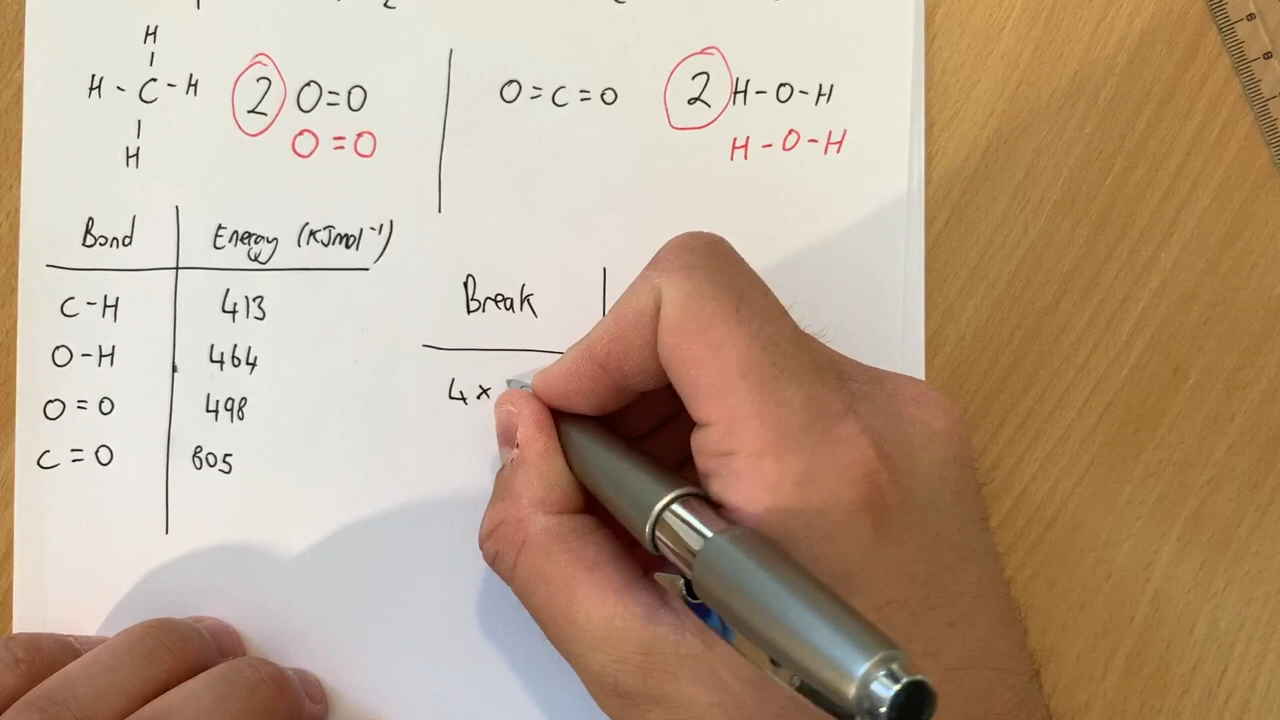 H
H - C - H
H
2 O=O
O=O
O=C=O
2 H-O-H
H-O-H
Bond Energy (KJmol⁻¹)
C-H 413
O-H 464
O=O 498
C=O 805
Break
4 ×